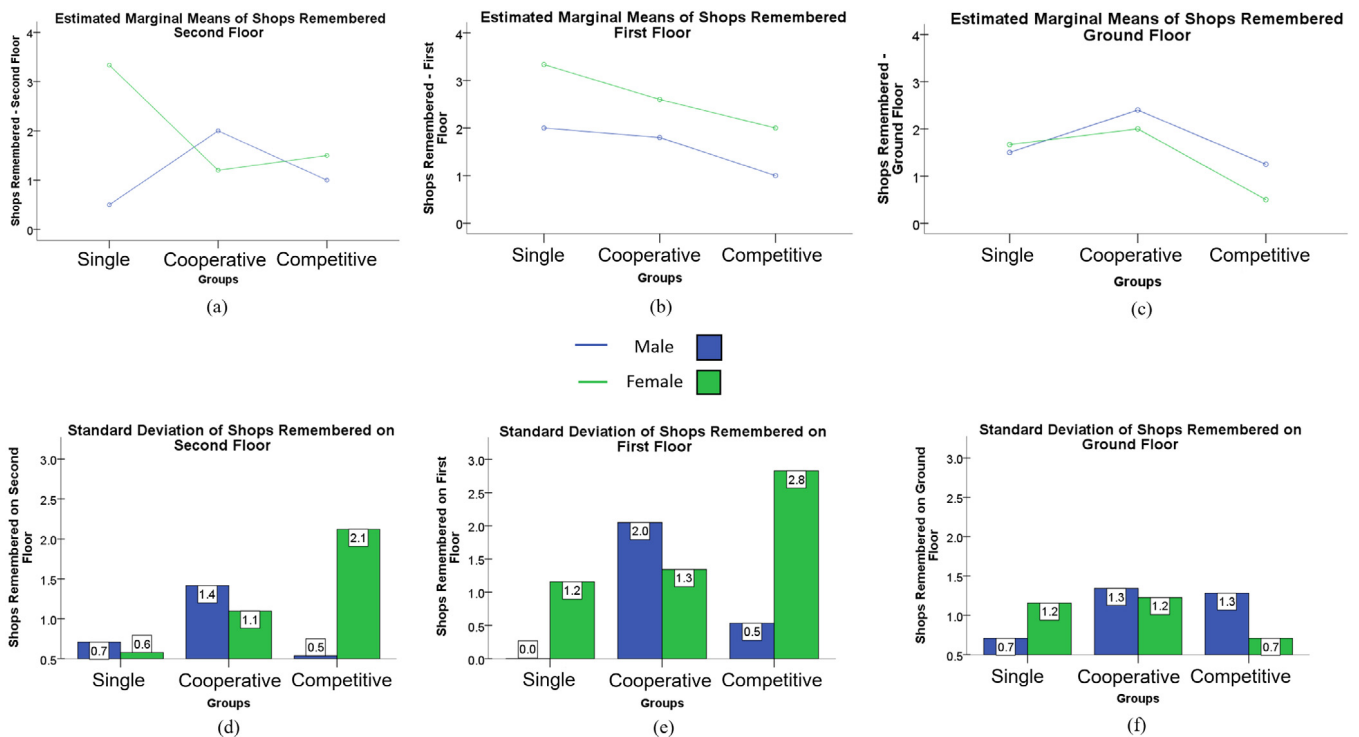 Estimated Marginal Means of Shops Remembered
Second Floor
Shops Remembered - Second Floor
4
3
2
1
0
Single
Cooperative
Competitive
Groups
(a)
Estimated Marginal Means of Shops Remembered
First Floor
Shops Remembered - First
Floor
4
3
2
1
0
Single
Cooperative
Competitive
Groups
(b)
Estimated Marginal Means of Shops Remembered
Ground Floor
Shops Remembered -
Ground Floor
4
3
2
1
0
Single
Cooperative
Competitive
Groups
(c)
Male
Female
Standard Deviation of Shops Remembered on
Second Floor
Shops Remembered on Second
Floor
3.0
2.5
2.0
1.5
1.0
0.5
0.7
0.6
1.4
1.1
0.5
2.1
Single
Cooperative
Competitive
Groups
(d)
Standard Deviation of Shops Remembered on
First Floor
Shops Remembered on First
Floor
3.0
2.5
2.0
1.5
1.0
0.5
0.0
0.0
1.2
2.0
1.3
0.5
2.8
Single
Cooperative
Competitive
Groups
(e)
Standard Deviation of Shops Remembered on
Ground Floor
Shops Remembered on Ground
Floor
3.0
2.5
2.0
1.5
1.0
0.5
0.7
1.2
1.3
1.2
1.3
0.7
Single
Cooperative
Competitive
Groups
(f)